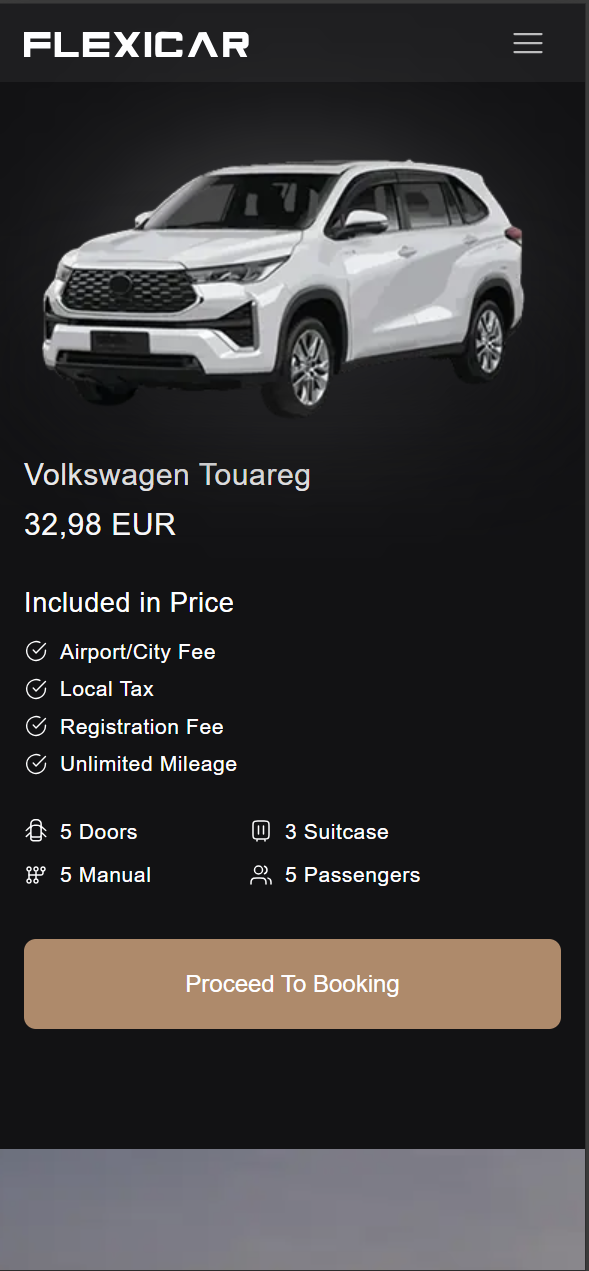 FLEXICAR
Volkswagen Touareg
32,98 EUR
Included in Price
Airport/City Fee
Local Tax
Registration Fee
Unlimited Mileage
5 Doors
3 Suitcase
5 Manual
5 Passengers
Proceed To Booking